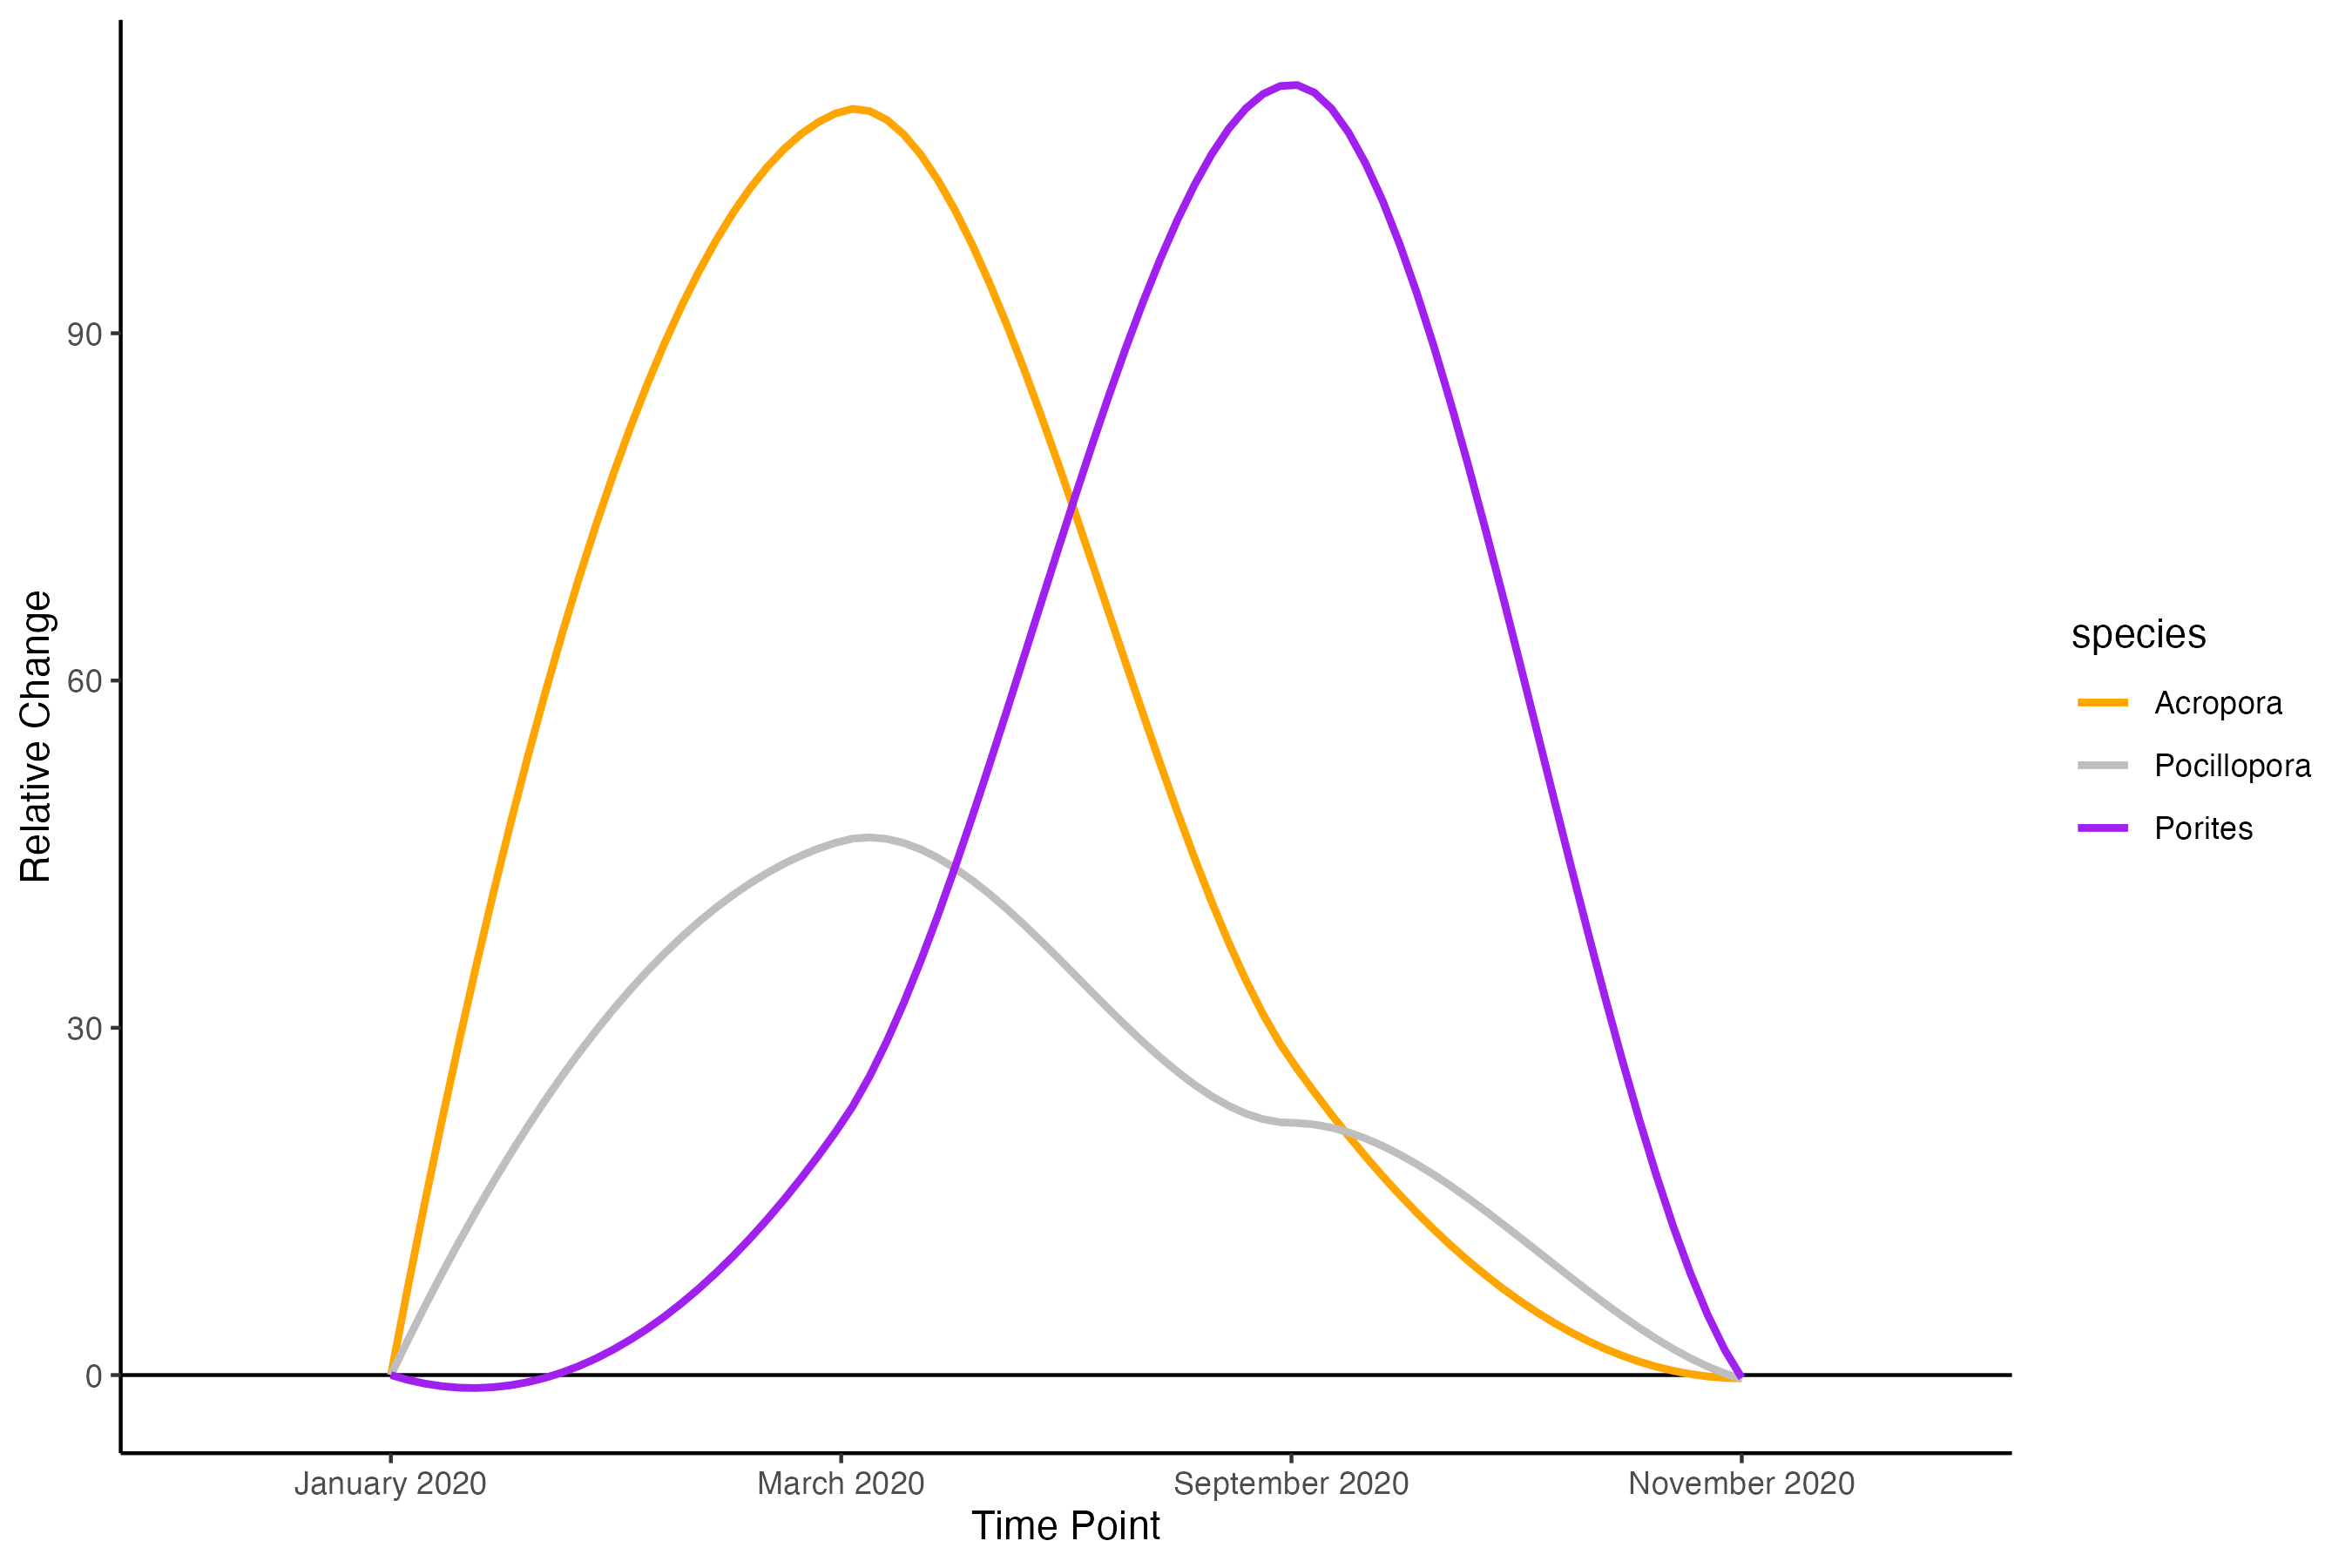 Relative Change
90
60
30
0
January 2020
March 2020
September 2020
November 2020
Time Point
species
Acropora
Pocillopora
Porites